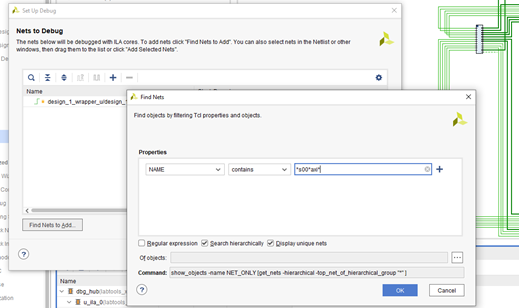 Set Up Debug
Nets to Debug
The nets below will be debugged with ILA cores. To add nets click "Find Nets to Add". You can also select nets in the Netlist or other
windows, then drag them to the list or click "Add Selected Nets".
Name
design_1_wrapper_u/design_
Find Nets
Find objects by filtering Tcl properties and objects.
Properties
NAME
contains
*s00*axi*
Find Nets to Add...
Regular expression
Search hierarchically
Display unique nets
Of objects:
Command:
show_objects -name NET_ONLY [get_nets -hierarchical -top_net_of_hierarchical_group "*" ]
OK
Cancel
Name
dbg_hub
(labtools_x
u_ila_0
(labtools_